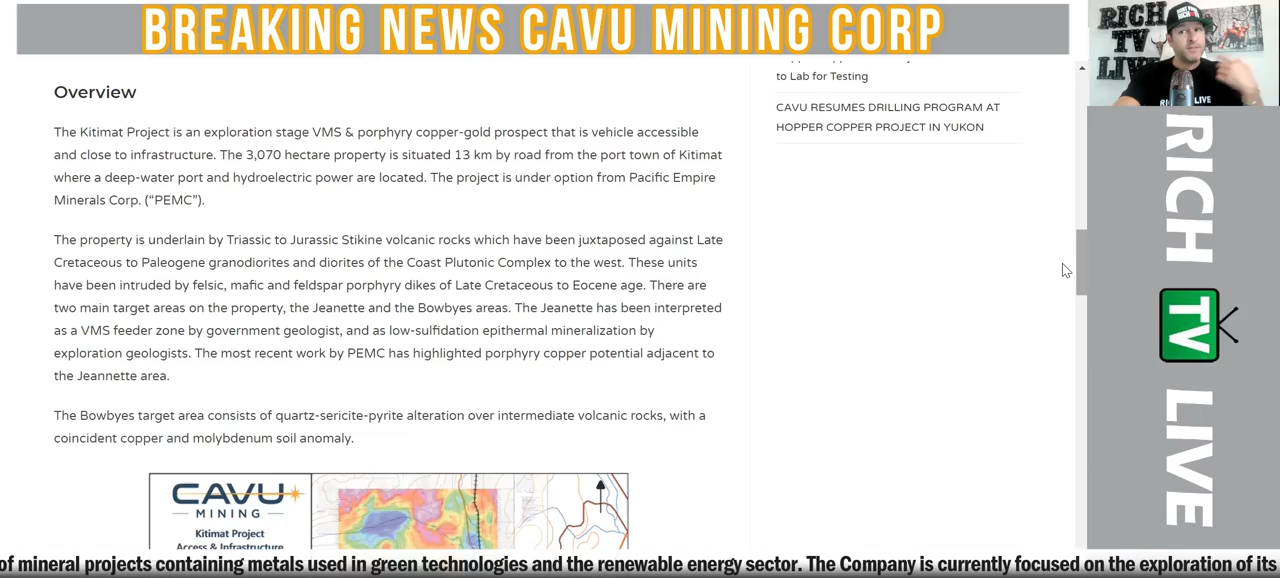 BREAKING NEWS CAVU MINING CORP
RICH
TV
LIVE
Overview
to Lab for Testing
CAVU RESUMES DRILLING PROGRAM AT
HOPPER COPPER PROJECT IN YUKON
The Kitimat Project is an exploration stage VMS & porphyry copper-gold prospect that is vehicle accessible
and close to infrastructure. The 3,070 hectare property is situated 13 km by road from the port town of Kitimat
where a deep-water port and hydroelectric power are located. The project is under option from Pacific Empire
Minerals Corp. (“PEMC”).
The property is underlain by Triassic to Jurassic Stikine volcanic rocks which have been juxtaposed against Late
Cretaceous to Paleogene granodiorites and diorites of the Coast Plutonic Complex to the west. These units
have been intruded by felsic, mafic and feldspar porphyry dikes of Late Cretaceous to Eocene age. There are
two main target areas on the property, the Jeanette and the Bowbyes areas. The Jeanette has been interpreted
as a VMS feeder zone by government geologist, and as low-sulfidation epithermal mineralization by
exploration geologists. The most recent work by PEMC has highlighted porphyry copper potential adjacent to
the Jeannette area.
The Bowbyes target area consists of quartz-sericite-pyrite alteration over intermediate volcanic rocks, with a
coincident copper and molybdenum soil anomaly.
CAVU
MINING
Kitimat Project
Access & Infrastructure
RICH
TV
LIVE
of mineral projects containing metals used in green technologies and the renewable energy sector. The Company is currently focused on the exploration of its